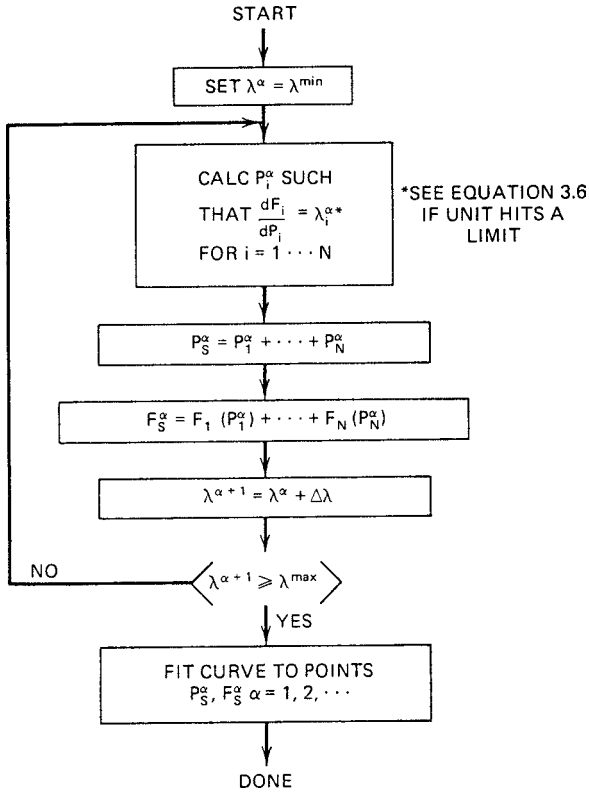 START
SET λ^α = λ^min
CALC P_i^α SUCH
THAT dF_i/dP_i = λ_i^α*
FOR i = 1 · · · N
*SEE EQUATION 3.6
IF UNIT HITS A
LIMIT
P_S^α = P_1^α + · · · + P_N^α
F_S^α = F_1 (P_1^α) + · · · + F_N (P_N^α)
λ^α + 1 = λ^α + Δλ
NO
λ^α + 1 ⩾ λ^max
YES
FIT CURVE TO POINTS
P_S^α, F_S^α α = 1, 2, · · ·
DONE